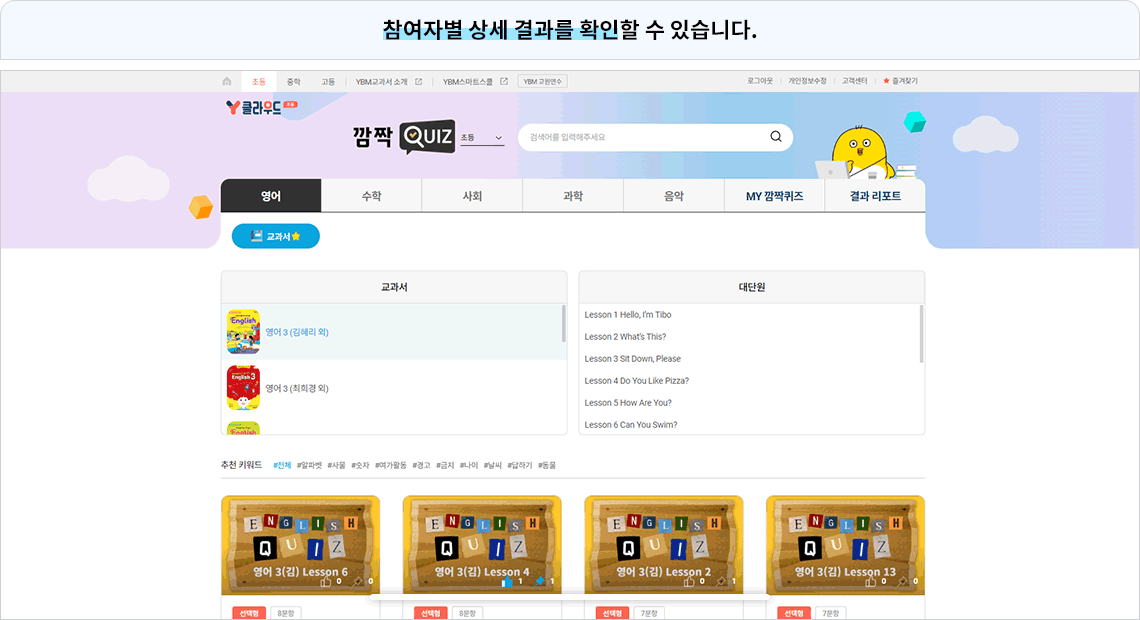 참여자별 상세 결과를 확인할 수 있습니다.
초등 중학 고등 YBM교과서 소개 YBM스마트스쿨 YBM 교원연수 로그아웃 개인정보수정 고객센터 즐겨찾기
Y클라우드 초등
깜짝 QUIZ 초등 검색어를 입력해주세요
영어 수학 사회 과학 음악 MY 깜짝퀴즈 결과 리포트
교과서
교과서
English
영어 3 (김혜리 외)
English 3
영어 3 (최희경 외)
English
대단원
Lesson 1 Hello, I'm Tibo
Lesson 2 What's This?
Lesson 3 Sit Down, Please
Lesson 4 Do You Like Pizza?
Lesson 5 How Are You?
Lesson 6 Can You Swim?
추천 키워드 #전체 #알파벳 #사물 #숫자 #여가활동 #경고 #금지 #나이 #날씨 #답하기 #동물
ENGLISH
QUIZ
영어 3(김) Lesson 6
0 0
선택형 8문항
ENGLISH
QUIZ
영어 3(김) Lesson 4
1 1
선택형 8문항
ENGLISH
QUIZ
영어 3(김) Lesson 2
0 1
선택형 7문항
ENGLISH
QUIZ
영어 3(김) Lesson 13
0 0
선택형 7문항